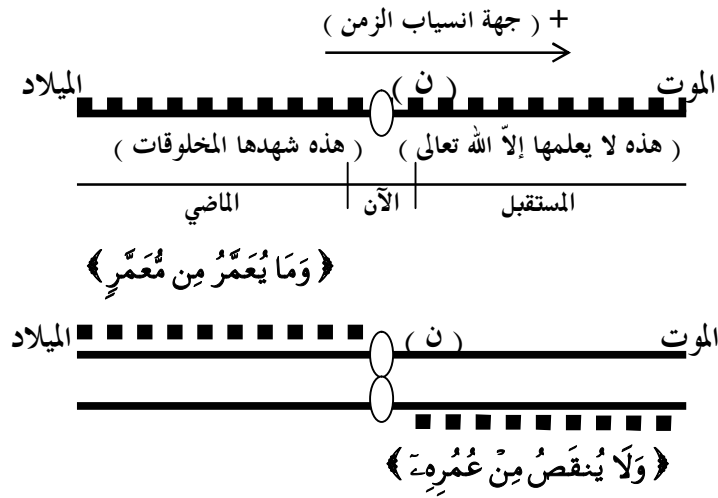 + ( جهة انسياب الزمن )
الموت ( ن ) الميلاد
( هذه لا يعلمها إلاّ الله تعالى ) ( هذه شهدها المخلوقات )
المستقبل الآن الماضي
﴿ وَمَا يُعَمَّرُ مِن مُّعَمَّرٍ ﴾
الموت ( ن ) الميلاد
﴿ وَلَا يُنقَصُ مِنْ عُمُرِهِۦٓ ﴾